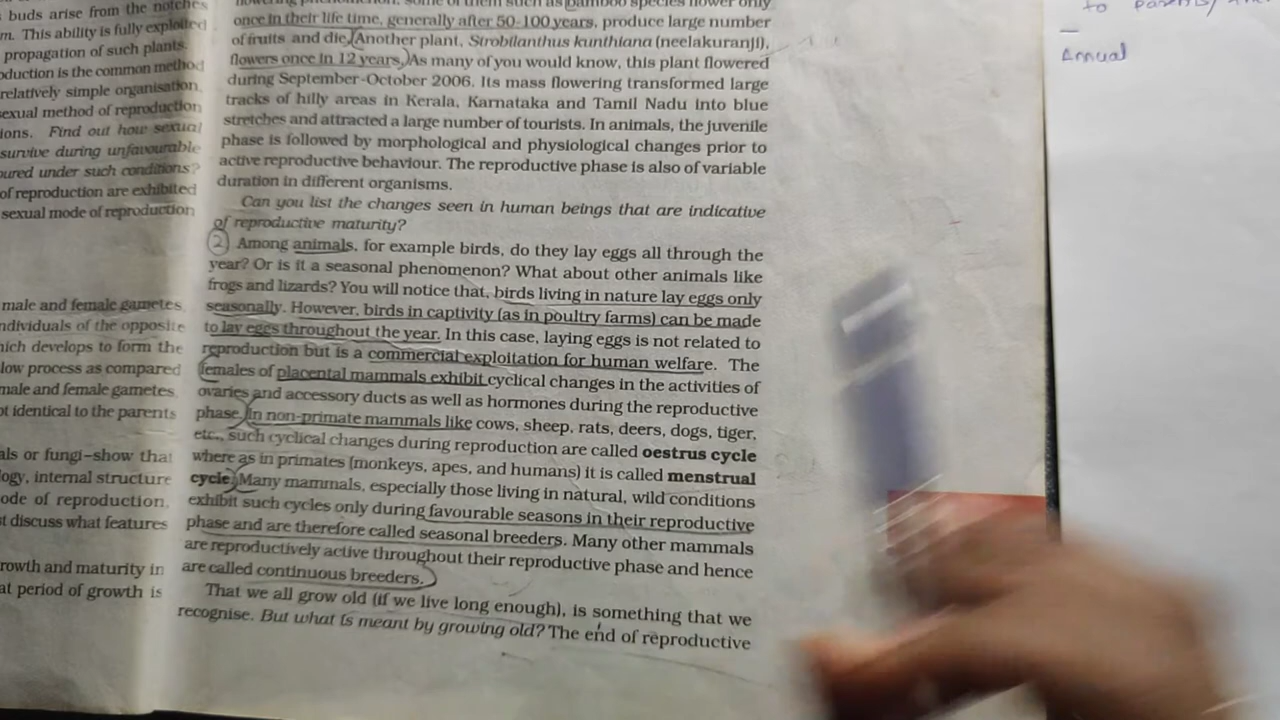 buds arise from the notches
m. This ability is fully exploited
propagation of such plants.
oduction is the common method
relatively simple organisation,
exual method of reproduction
ions. Find out how sexual
survive during unfavourable
oured under such conditions?
of reproduction are exhibited
sexual mode of reproduction
male and female gametes,
ndividuals of the opposite
hich develops to form the
low process as compared
male and female gametes,
ot identical to the parents
als or fungi-show that
logy, internal structure
ode of reproduction,
st discuss what features
rowth and maturity in
at period of growth is
flowering phenomenon, some of them such as bamboo species flower only
once in their life time, generally after 50-100 years, produce large number
of fruits and die. Another plant, Strobilanthus kunthiana (neelakuranji),
flowers once in 12 years. As many of you would know, this plant flowered
during September-October 2006. Its mass flowering transformed large
tracks of hilly areas in Kerala, Karnataka and Tamil Nadu into blue
stretches and attracted a large number of tourists. In animals, the juvenile
phase is followed by morphological and physiological changes prior to
active reproductive behaviour. The reproductive phase is also of variable
duration in different organisms.
Can you list the changes seen in human beings that are indicative
of reproductive maturity?
2 Among animals, for example birds, do they lay eggs all through the
year? Or is it a seasonal phenomenon? What about other animals like
frogs and lizards? You will notice that, birds living in nature lay eggs only
seasonally. However, birds in captivity (as in poultry farms) can be made
to lay eggs throughout the year. In this case, laying eggs is not related to
reproduction but is a commercial exploitation for human welfare. The
females of placental mammals exhibit cyclical changes in the activities of
ovaries and accessory ducts as well as hormones during the reproductive
phase. In non-primate mammals like cows, sheep, rats, deers, dogs, tiger,
etc., such cyclical changes during reproduction are called oestrus cycle
where as in primates (monkeys, apes, and humans) it is called menstrual
cycle. Many mammals, especially those living in natural, wild conditions
exhibit such cycles only during favourable seasons in their reproductive
phase and are therefore called seasonal breeders. Many other mammals
are reproductively active throughout their reproductive phase and hence
are called continuous breeders.
That we all grow old (if we live long enough), is something that we
recognise. But what is meant by growing old? The end of reproductive
to
Annual